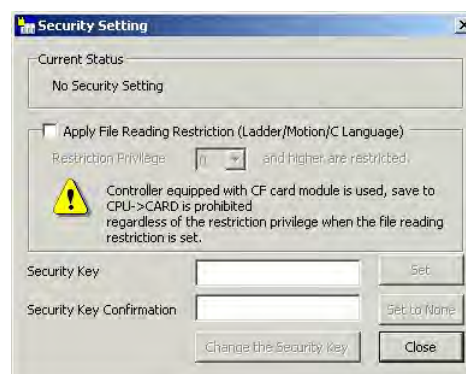 Security Setting
Current Status
No Security Setting
Apply File Reading Restriction (Ladder/Motion/C Language)
Restriction Privilege 0 and higher are restricted.
Controller equipped with CF card module is used, save to
CPU->CARD is prohibited
regardless of the restriction privilege when the file reading
restriction is set.
Security Key Set
Security Key Confirmation Set to None
Change the Security Key Close